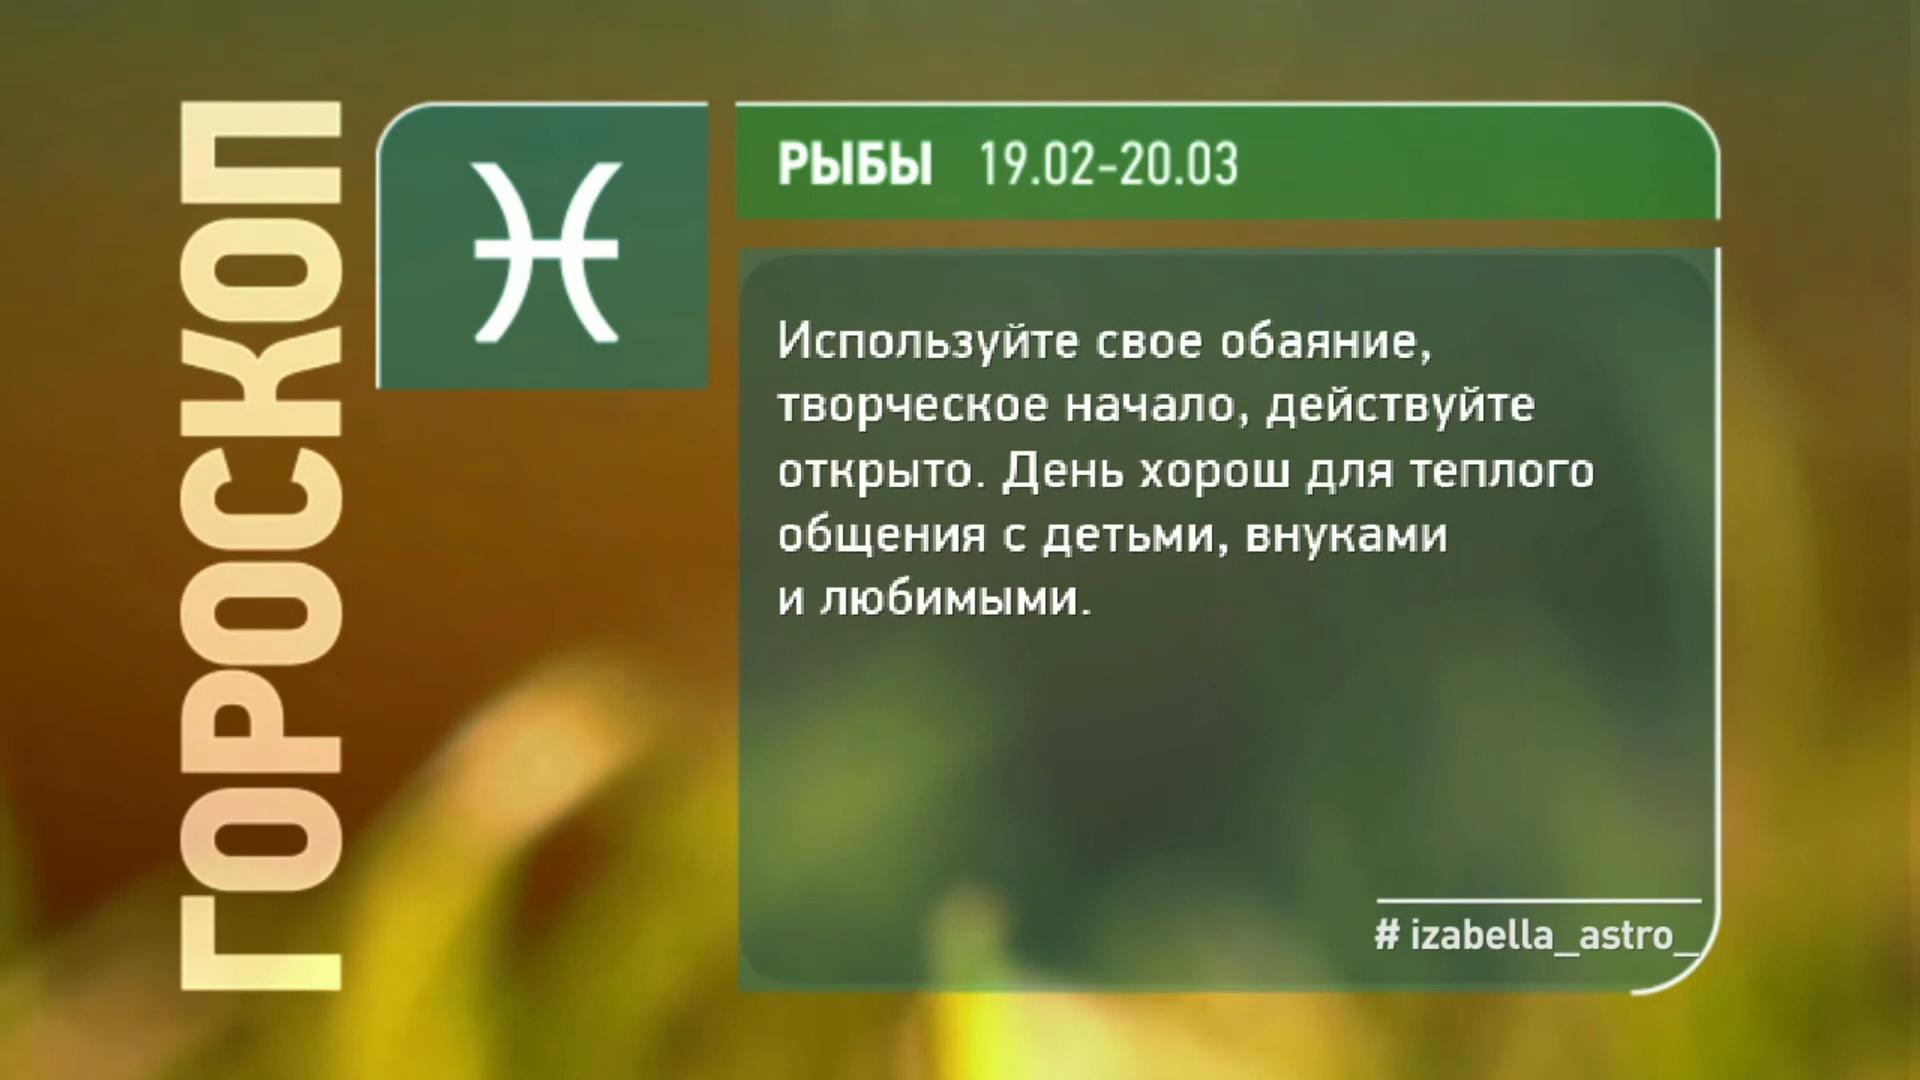 ГОРОСКОП
РЫБЫ 19.02-20.03
Используйте свое обаяние,
творческое начало, действуйте
открыто. День хорош для теплого
общения с детьми, внуками
и любимыми.
# izabella_astro_